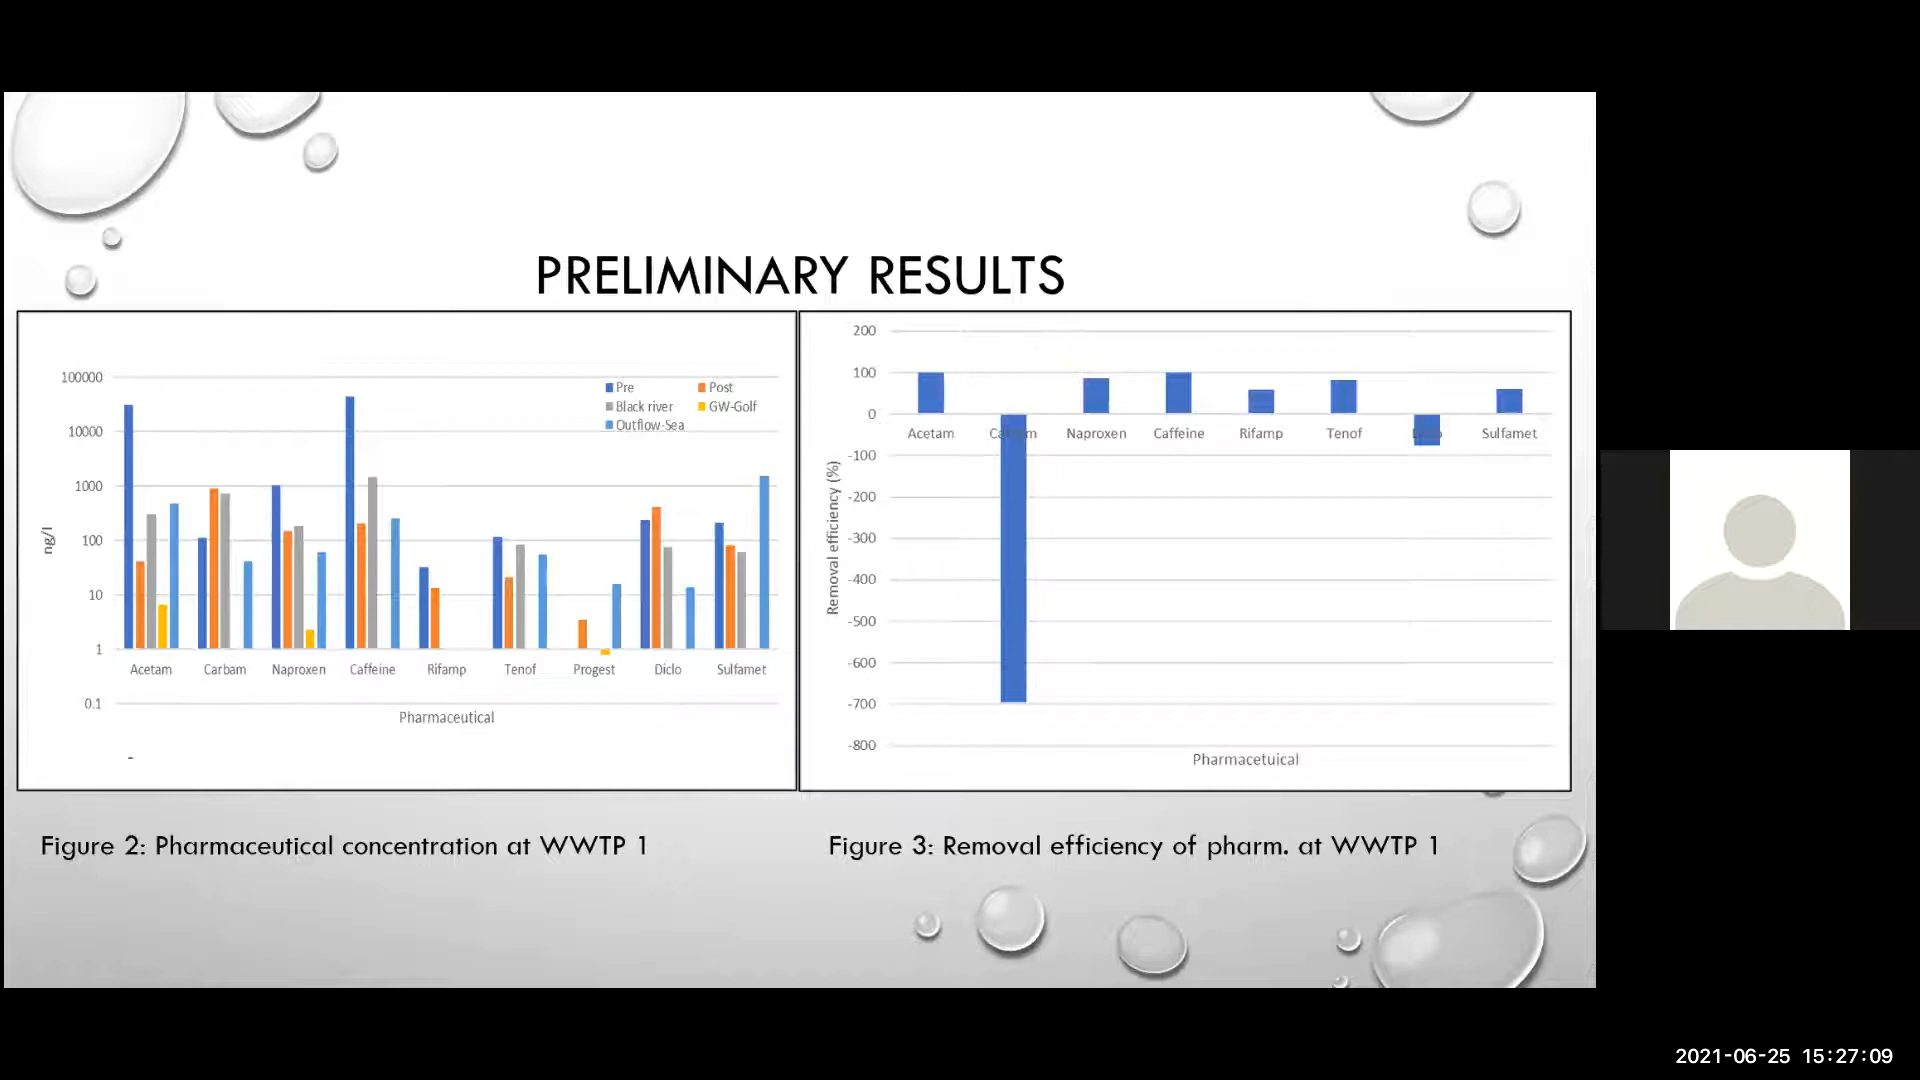 PRELIMINARY RESULTS
100000
10000
1000
100
10
1
0.1
ng/l
Pre
Post
Black river
GW-Golf
Outflow-Sea
Acetam Carbam Naproxen Caffeine Rifamp Tenof Progest Diclo Sulfamet
Pharmaceutical
-
200
100
0
-100
-200
-300
-400
-500
-600
-700
-800
Removal efficiency (%)
Acetam Carbam Naproxen Caffeine Rifamp Tenof Diclo Sulfamet
Pharmacetuical
Figure 2: Pharmaceutical concentration at WWTP 1
Figure 3: Removal efficiency of pharm. at WWTP 1
2021-06-25 15:27:09